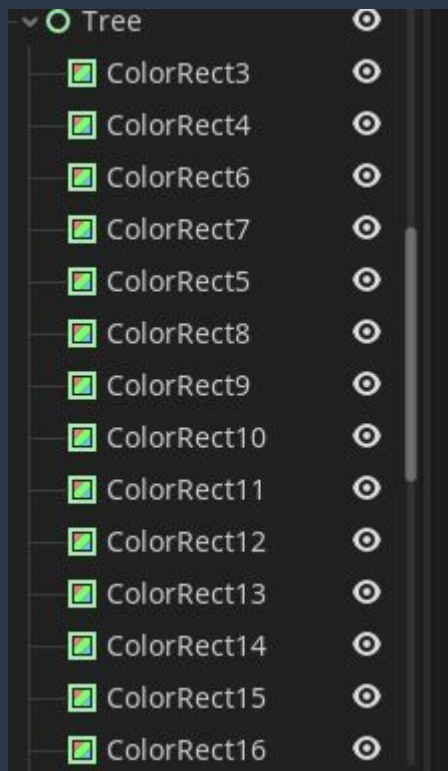 Tree
ColorRect3
ColorRect4
ColorRect6
ColorRect7
ColorRect5
ColorRect8
ColorRect9
ColorRect10
ColorRect11
ColorRect12
ColorRect13
ColorRect14
ColorRect15
ColorRect16